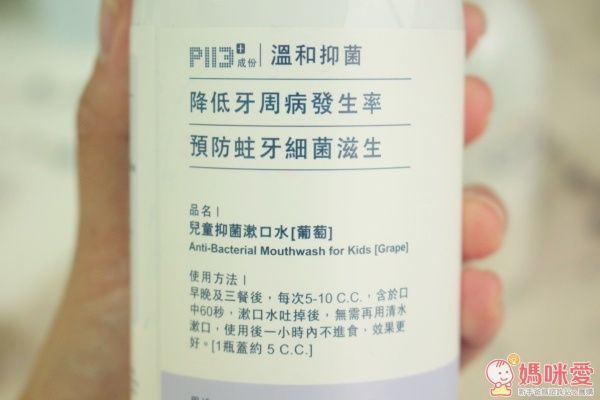 P113+成份 | 溫和抑菌
降低牙周病發生率
預防蛀牙細菌滋生
品名 |
兒童抑菌漱口水[葡萄]
Anti-Bacterial Mouthwash for Kids [Grape]
使用方法 |
早晚及三餐後，每次5-10 C.C.，含於口
中60秒，漱口水吐掉後，無需再用清水
漱口，使用後一小時內不進食，效果更
好。[1瓶蓋約 5 C.C.]
媽咪愛